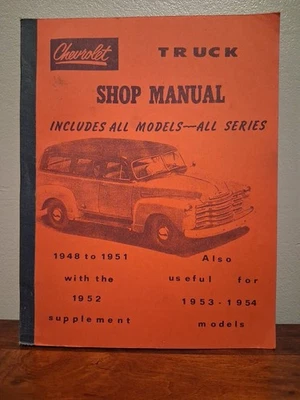 Chevrolet TRUCK
SHOP MANUAL
INCLUDES ALL MODELS—ALL SERIES
1948 to 1951
with the
1952
supplement
Also
useful for
1953-1954
models